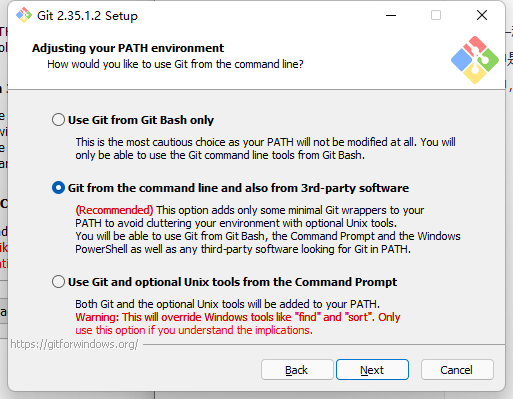 Git 2.35.1.2 Setup
Adjusting your PATH environment
How would you like to use Git from the command line?
Use Git from Git Bash only
This is the most cautious choice as your PATH will not be modified at all. You will
only be able to use the Git command line tools from Git Bash.
Git from the command line and also from 3rd-party software
(Recommended) This option adds only some minimal Git wrappers to your
PATH to avoid cluttering your environment with optional Unix tools.
You will be able to use Git from Git Bash, the Command Prompt and the Windows
PowerShell as well as any third-party software looking for Git in PATH.
Use Git and optional Unix tools from the Command Prompt
Both Git and the optional Unix tools will be added to your PATH.
Warning: This will override Windows tools like "find" and "sort". Only
use this option if you understand the implications.
https://gitforwindows.org/
Back Next Cancel